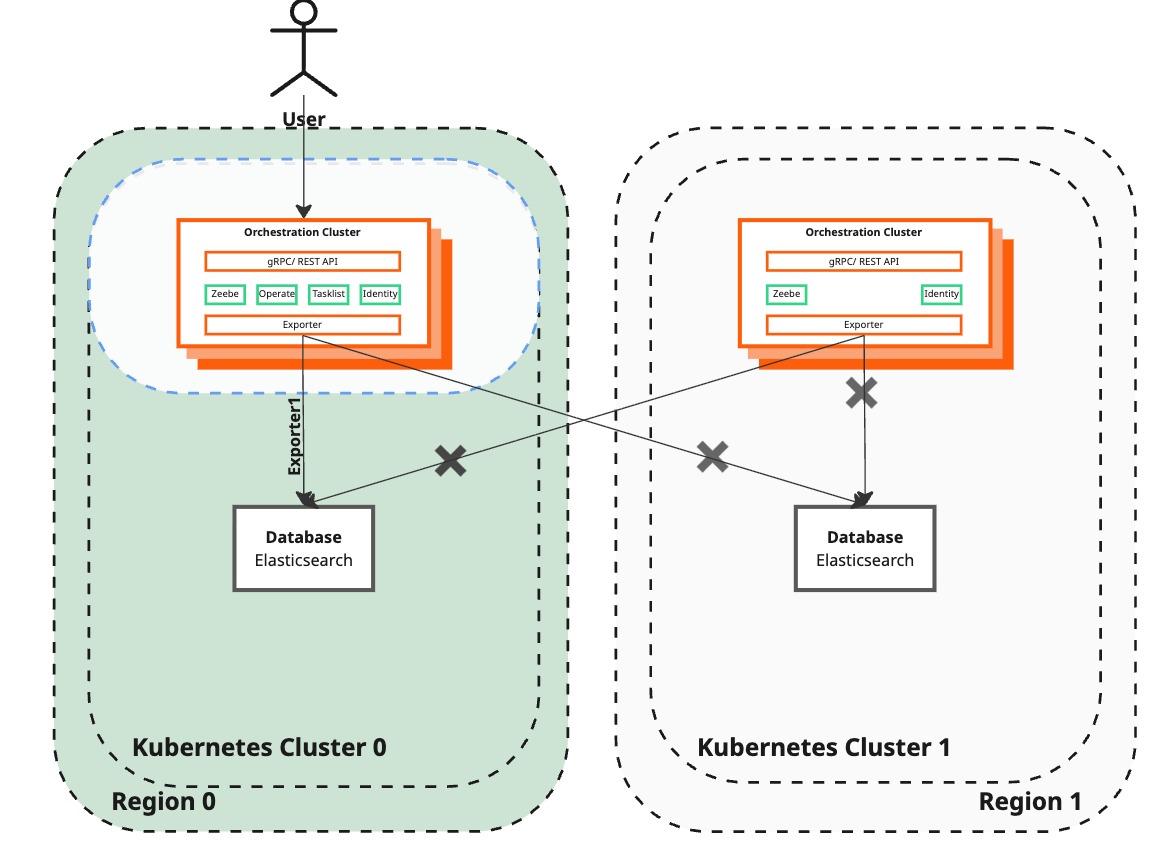 User
Orchestration Cluster
gRPC/ REST API
Zeebe
Operate
Tasklist
Identity
Exporter
Exporter1
Database
Elasticsearch
Kubernetes Cluster 0
Region 0
Orchestration Cluster
gRPC/ REST API
Zeebe
Identity
Exporter
Database
Elasticsearch
Kubernetes Cluster 1
Region 1